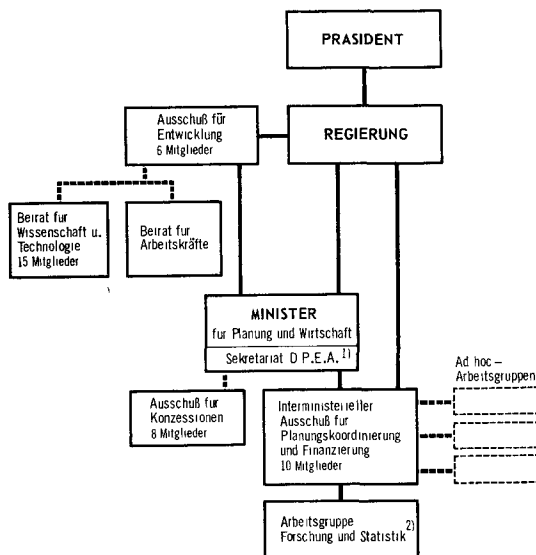 PRASIDENT
Ausschuß für
Entwicklung
6 Mitglieder
REGIERUNG
Beirat fur
Wissenschaft u.
Technologie
15 Mitglieder
Beirat fur
Arbeitskräfte
MINISTER
fur Planung und Wirtschaft
Sekretariat D P.E.A. 1)
Ad hoc –
Arbeitsgruppen
Ausschuß fur
Konzessionen
8 Mitglieder
Interministerieller
Ausschuß fur
Planungskoordinierung
und Finanzierung
10 Mitglieder
Arbeitsgruppe
Forschung und Statistik 2)